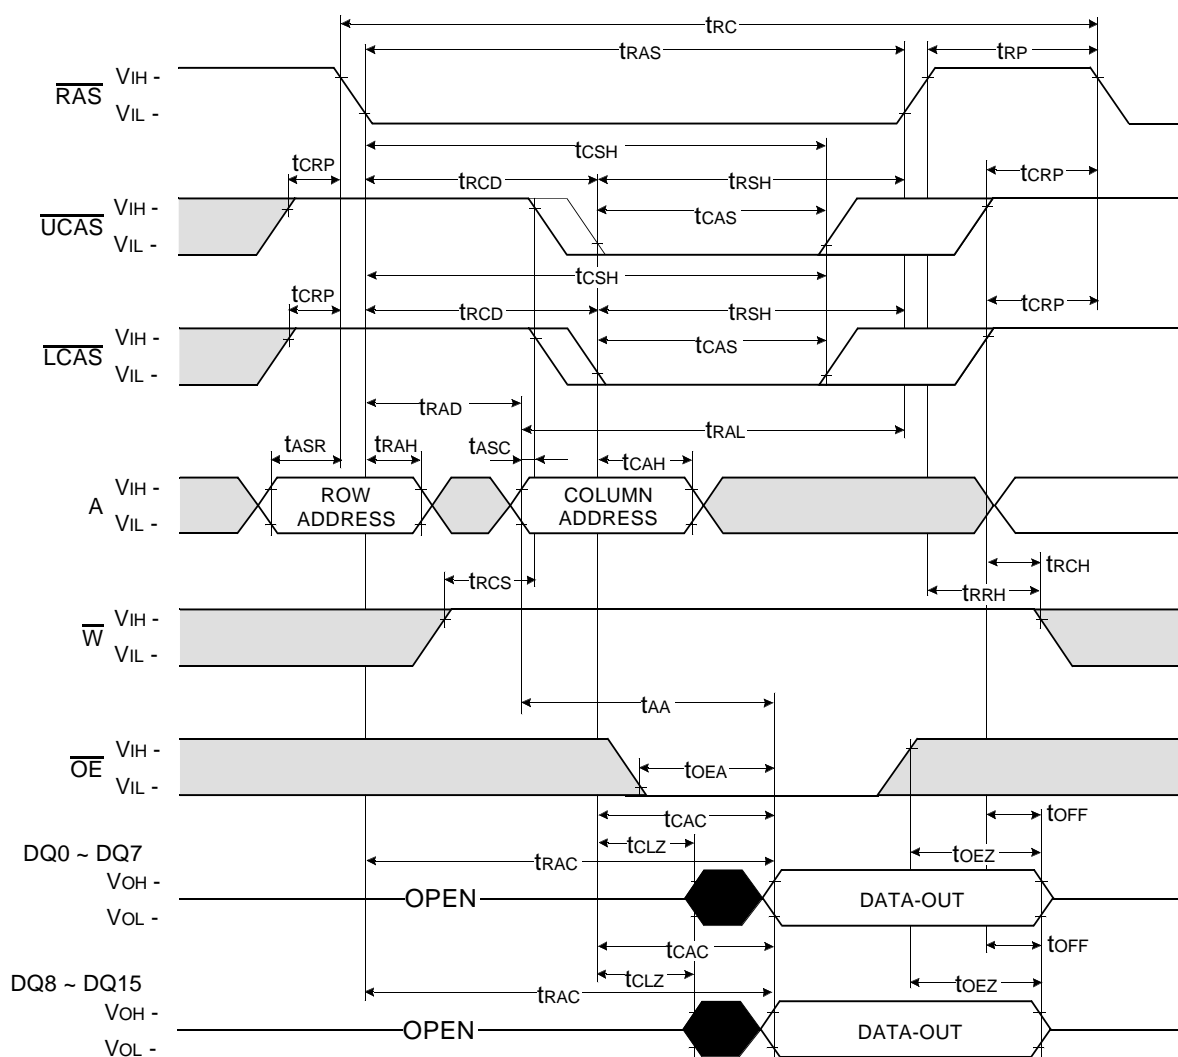 tRC
tRAS
tRP
RAS
VIH -
VIL -
tCSH
tCRP
tRCD
tRSH
tCRP
UCAS
VIH -
VIL -
tCAS
tCSH
tCRP
tRCD
tRSH
tCRP
LCAS
VIH -
VIL -
tCAS
tRAD
tRAL
tASR
tRAH
tASC
tCAH
A
VIH -
VIL -
ROW
ADDRESS
COLUMN
ADDRESS
tRCS
tRCH
tRRH
W
VIH -
VIL -
tAA
OE
VIH -
VIL -
tOEA
tCAC
tOFF
tCLZ
tOEZ
tRAC
DQ0 ~ DQ7
VOH -
VOL -
OPEN
DATA-OUT
tCAC
tOFF
tCLZ
tOEZ
tRAC
DQ8 ~ DQ15
VOH -
VOL -
OPEN
DATA-OUT